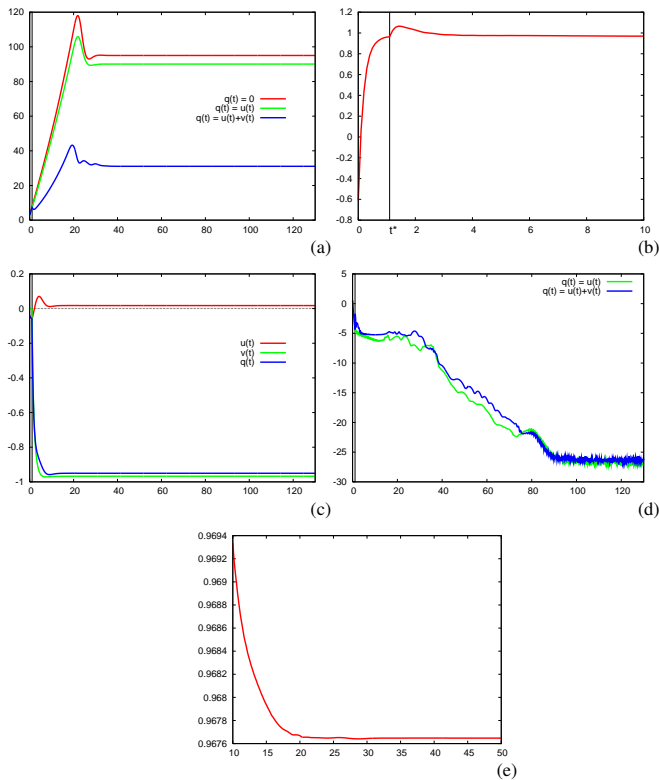 120
100
80
60
40
20
0
q(t) = 0
q(t) = u(t)
q(t) = u(t)+v(t)
0 20 40 60 80 100 120
(a)
1.2
1
0.8
0.6
0.4
0.2
0
-0.2
-0.4
-0.6
-0.8
0 t* 2 4 6 8 10
(b)
0.2
0
-0.2
-0.4
-0.6
-0.8
-1
u(t)
v(t)
q(t)
0 20 40 60 80 100 120
(c)
5
0
-5
-10
-15
-20
-25
-30
q(t) = u(t)
q(t) = u(t)+v(t)
0 20 40 60 80 100 120
(d)
0.9694
0.9692
0.969
0.9688
0.9686
0.9684
0.9682
0.968
0.9678
0.9676
10 15 20 25 30 35 40 45 50
(e)